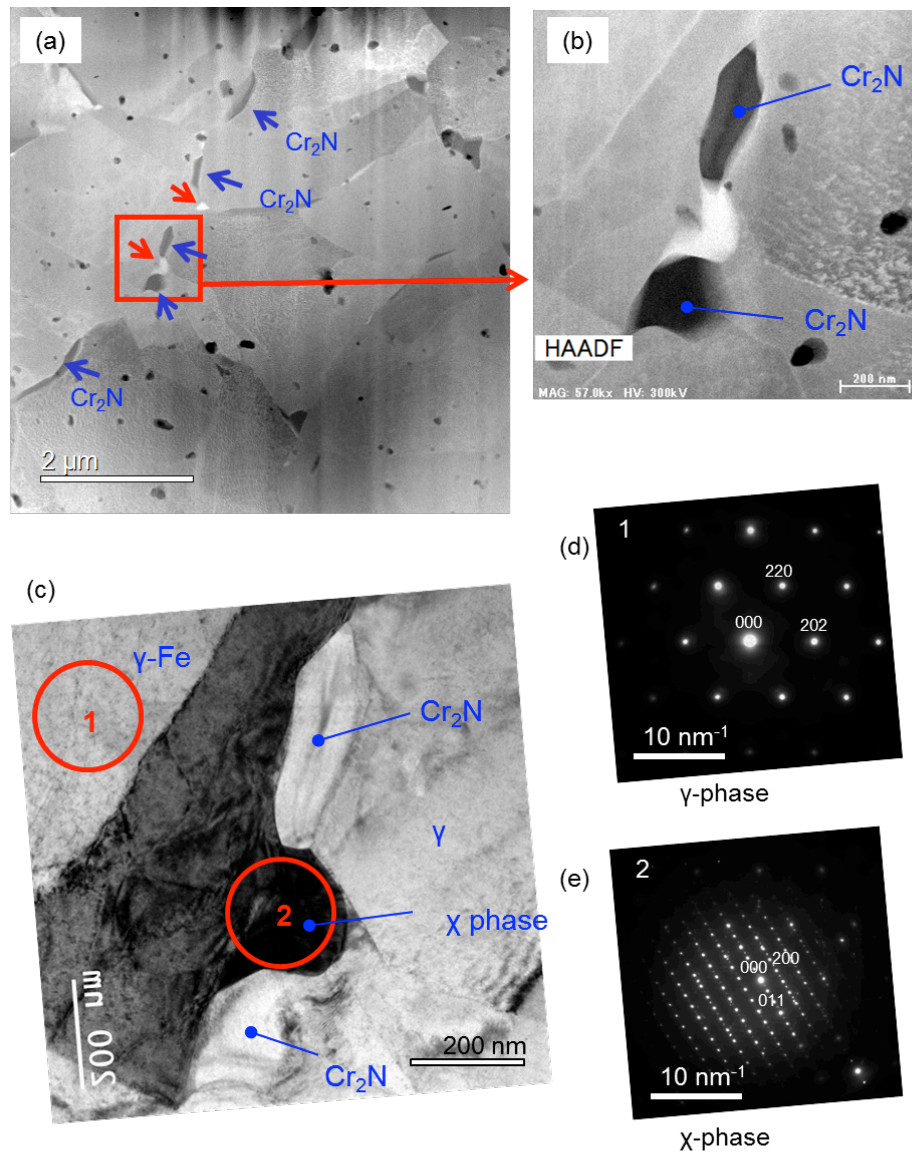 (a)
Cr₂N
Cr₂N
Cr₂N
2 μm
(b)
Cr₂N
Cr₂N
HAADF
MAG: 57.0kx HV: 300kV
200 nm
(c)
γ-Fe
1
Cr₂N
γ
2
χ phase
Cr₂N
200 nm
200 nm
(d)
1
220
000
202
10 nm⁻¹
γ-phase
(e)
2
000
200
011
10 nm⁻¹
χ-phase